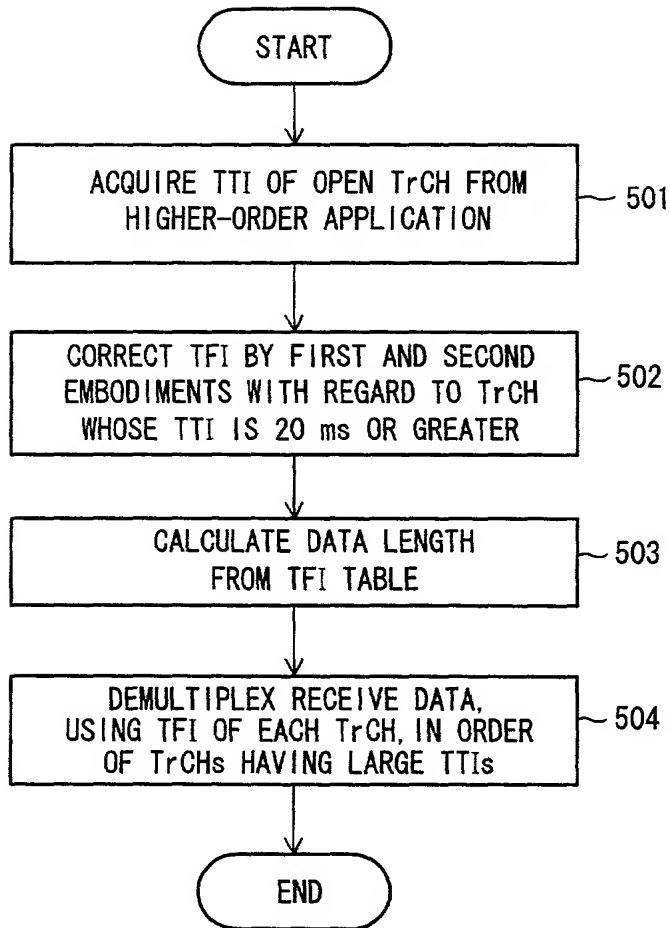 START
ACQUIRE TTI OF OPEN TrCH FROM
HIGHER-ORDER APPLICATION
501
CORRECT TFI BY FIRST AND SECOND
EMBODIMENTS WITH REGARD TO TrCH
WHOSE TTI IS 20 ms OR GREATER
502
CALCULATE DATA LENGTH
FROM TFI TABLE
503
DEMULTIPLEX RECEIVE DATA,
USING TFI OF EACH TrCH, IN ORDER
OF TrCHs HAVING LARGE TTIs
504
END